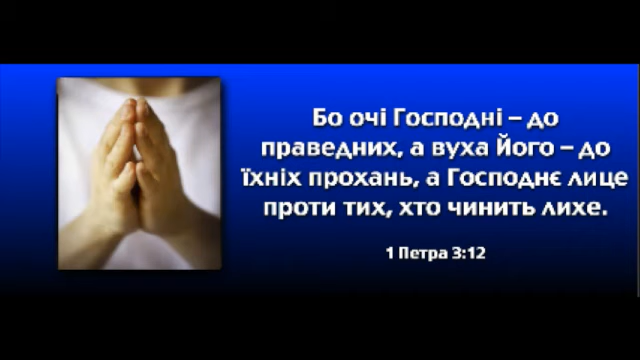 Бо очі Господні – до
праведних, а вуха Його – до
їхніх прохань, а Господнє лице
проти тих, хто чинить лихе.
1 Петра 3:12